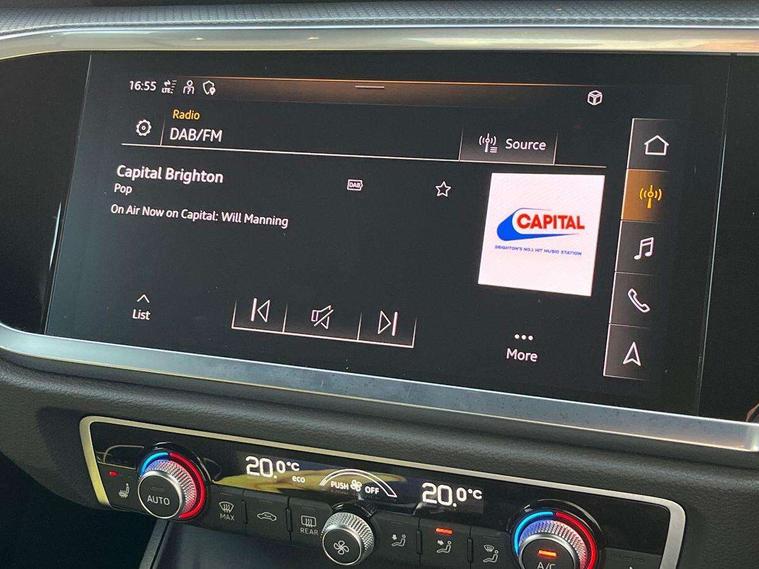 16:55 LTE
Radio
DAB/FM
Source
Capital Brighton
Pop
DAB
On Air Now on Capital: Will Manning
CAPITAL
BRIGHTON'S NO.1 HIT MUSIC STATION
List
More
20.0°C
eco
PUSH OFF
20.0°C
AUTO
MAX
REAR
A/C